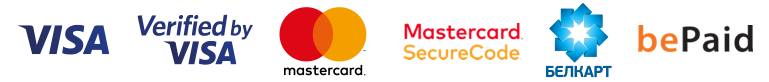 VISA
Verified by
VISA
mastercard.
Mastercard.
SecureCode
БЕЛКАРТ
bePaid